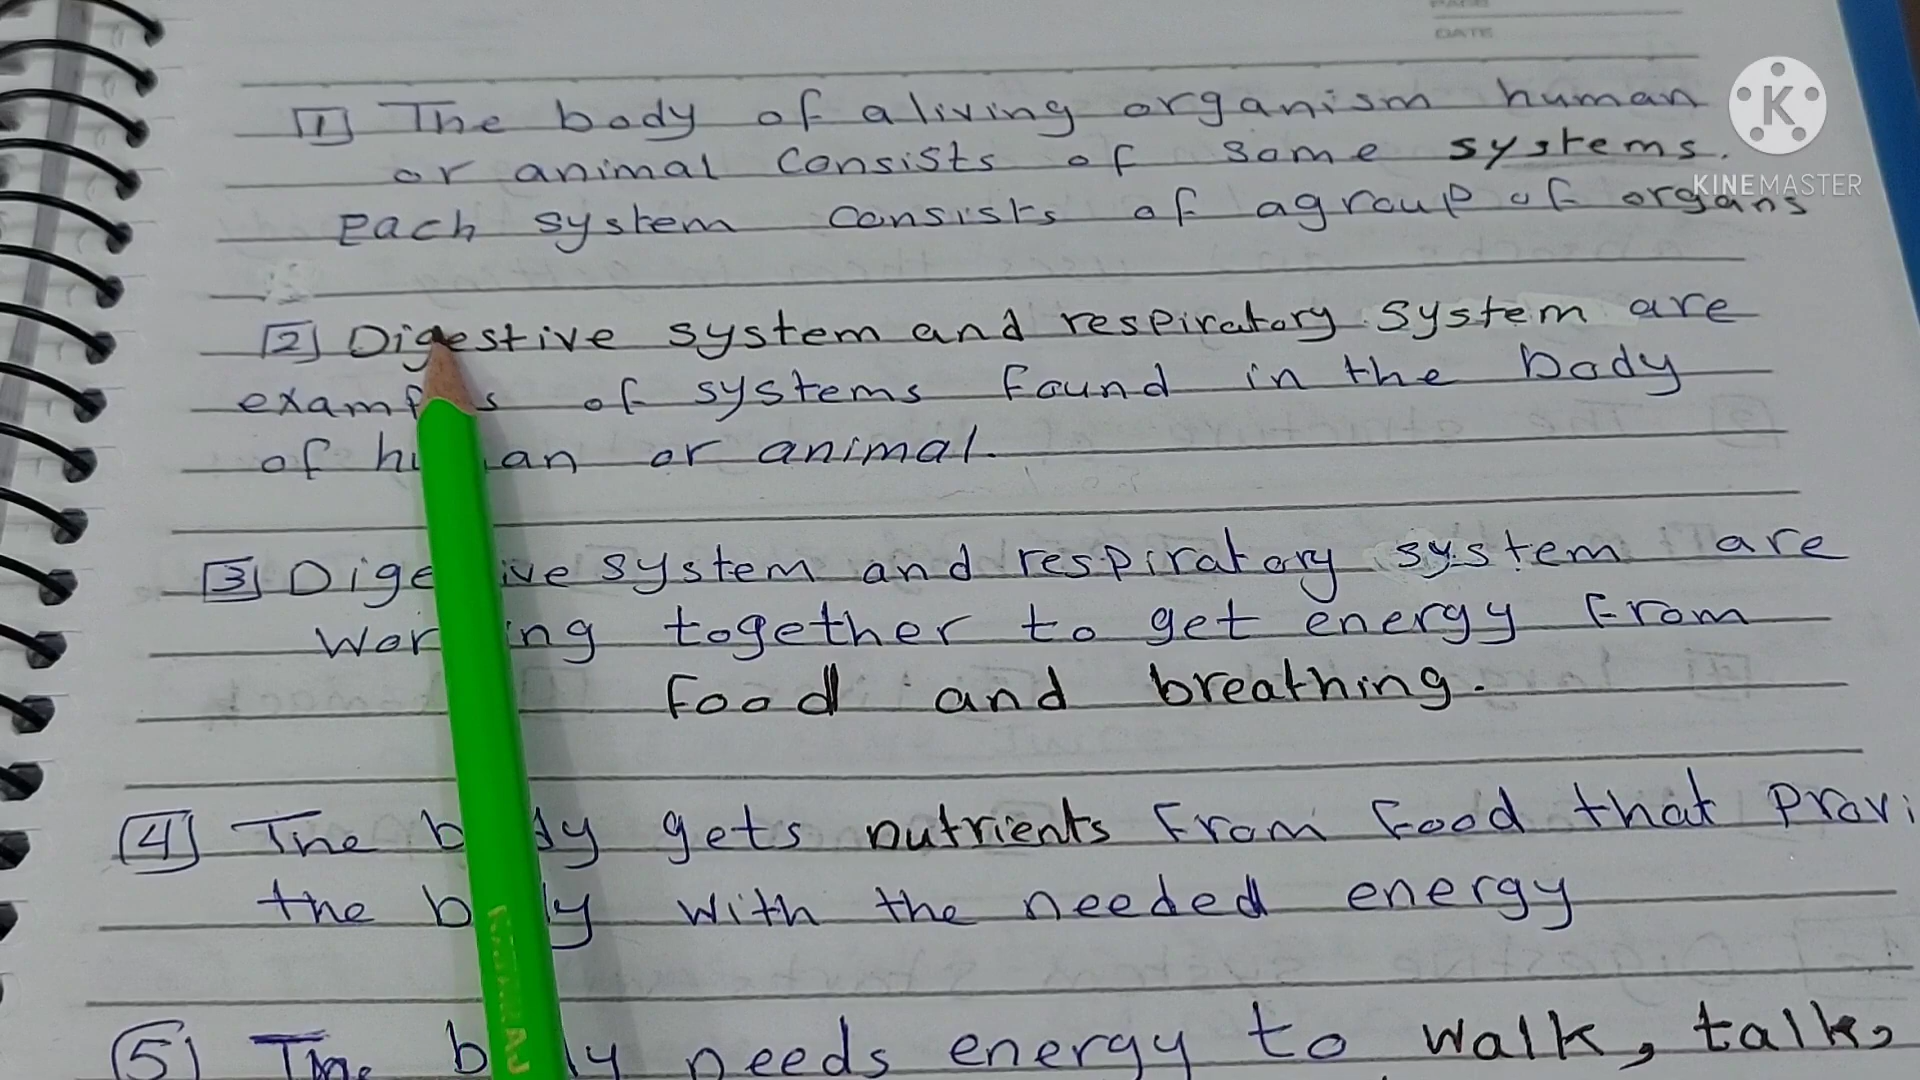 PAGE
DATE
K
KINEMASTER
1 The body of a living organism human
or animal consists of some systems.
Each system consists of agroup of organs
2 Digestive system and respiratory system are
of systems found in the body
of or animal.
3 system and respiratory system are
together to get energy from
food and breathing.
4 The gets nutrients from food that
the with the needed energy
5 The needs energy to walk, talk,